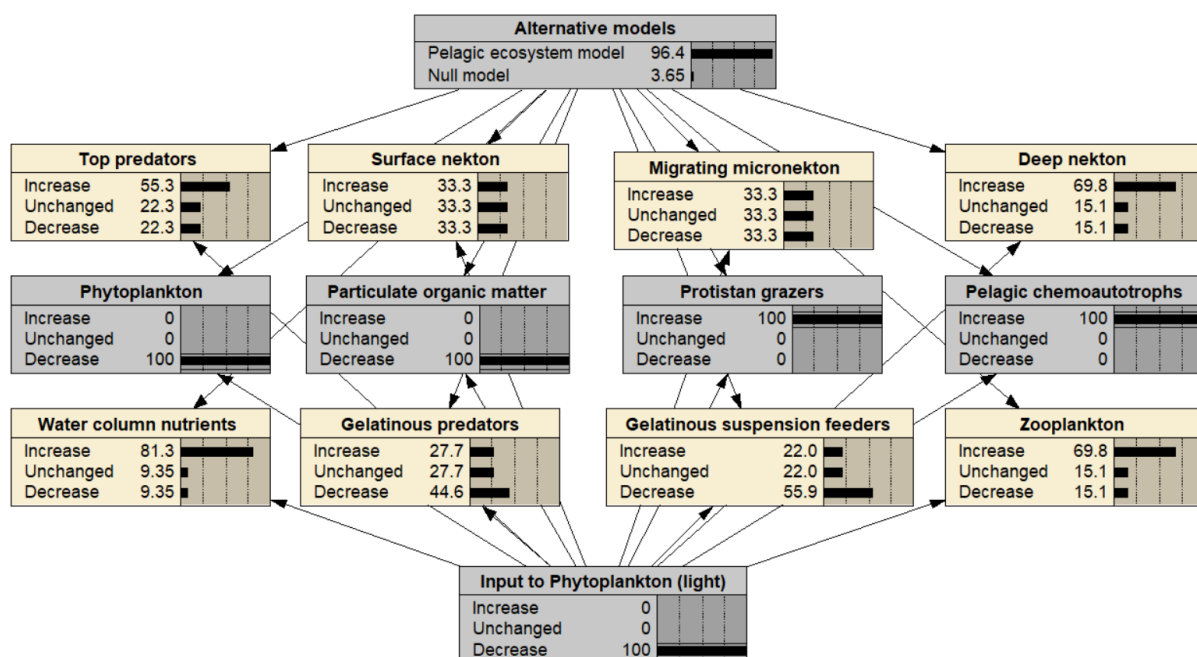 Alternative models
Pelagic ecosystem model 96.4
Null model 3.65
Top predators
Increase 55.3
Unchanged 22.3
Decrease 22.3
Surface nekton
Increase 33.3
Unchanged 33.3
Decrease 33.3
Migrating micronekton
Increase 33.3
Unchanged 33.3
Decrease 33.3
Deep nekton
Increase 69.8
Unchanged 15.1
Decrease 15.1
Phytoplankton
Increase 0
Unchanged 0
Decrease 100
Particulate organic matter
Increase 0
Unchanged 0
Decrease 100
Protistan grazers
Increase 100
Unchanged 0
Decrease 0
Pelagic chemoautotrophs
Increase 100
Unchanged 0
Decrease 0
Water column nutrients
Increase 81.3
Unchanged 9.35
Decrease 9.35
Gelatinous predators
Increase 27.7
Unchanged 27.7
Decrease 44.6
Gelatinous suspension feeders
Increase 22.0
Unchanged 22.0
Decrease 55.9
Zooplankton
Increase 69.8
Unchanged 15.1
Decrease 15.1
Input to Phytoplankton (light)
Increase 0
Unchanged 0
Decrease 100